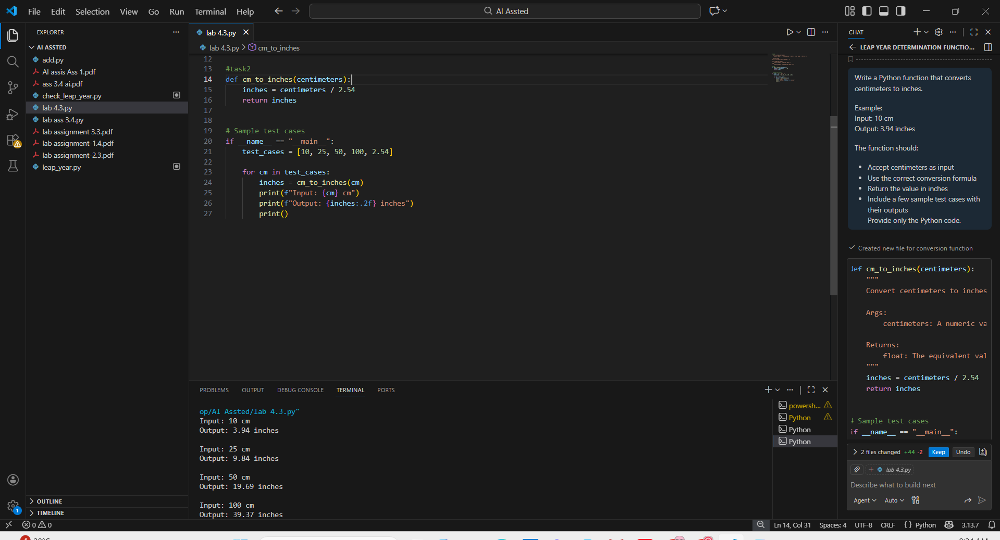 File Edit Selection View Go Run Terminal Help
AI Assted
EXPLORER
AI ASSTED
add.py
AI assis Ass 1.pdf
ass 3.4 ai.pdf
check_leap_year.py
lab 4.3.py
lab ass 3.4.py
lab assignment 3.3.pdf
lab assignment-1.4.pdf
lab assignment-2.3.pdf
leap_year.py
OUTLINE
TIMELINE
lab 4.3.py
lab 4.3.py > cm_to_inches
12
13 #task2
14 def cm_to_inches(centimeters):
15 inches = centimeters / 2.54
16 return inches
17
18
19 # Sample test cases
20 if __name__ == "__main__":
21 test_cases = [10, 25, 50, 100, 2.54]
22
23 for cm in test_cases:
24 inches = cm_to_inches(cm)
25 print(f"Input: {cm} cm")
26 print(f"Output: {inches:.2f} inches")
27 print()
PROBLEMS OUTPUT DEBUG CONSOLE TERMINAL PORTS
op/AI Assted/lab 4.3.py"
Input: 10 cm
Output: 3.94 inches
Input: 25 cm
Output: 9.84 inches
Input: 50 cm
Output: 19.69 inches
Input: 100 cm
Output: 39.37 inches
powersh...
Python
Python
Python
CHAT
LEAP YEAR DETERMINATION FUNCTIO...
Write a Python function that converts
centimeters to inches.
Example:
Input: 10 cm
Output: 3.94 inches
The function should:
• Accept centimeters as input
• Use the correct conversion formula
• Return the value in inches
• Include a few sample test cases with
their outputs
Provide only the Python code.
Created new file for conversion function
def cm_to_inches(centimeters):
"""
Convert centimeters to inches
Args:
centimeters: A numeric va
Returns:
float: The equivalent val
"""
inches = centimeters / 2.54
return inches
# Sample test cases
if __name__ == "__main__":
2 files changed +44 -2 Keep Undo
lab 4.3.py
Describe what to build next
Agent Auto
1
0 0
Ln 14, Col 31 Spaces: 4 UTF-8 CRLF { } Python 3.13.7